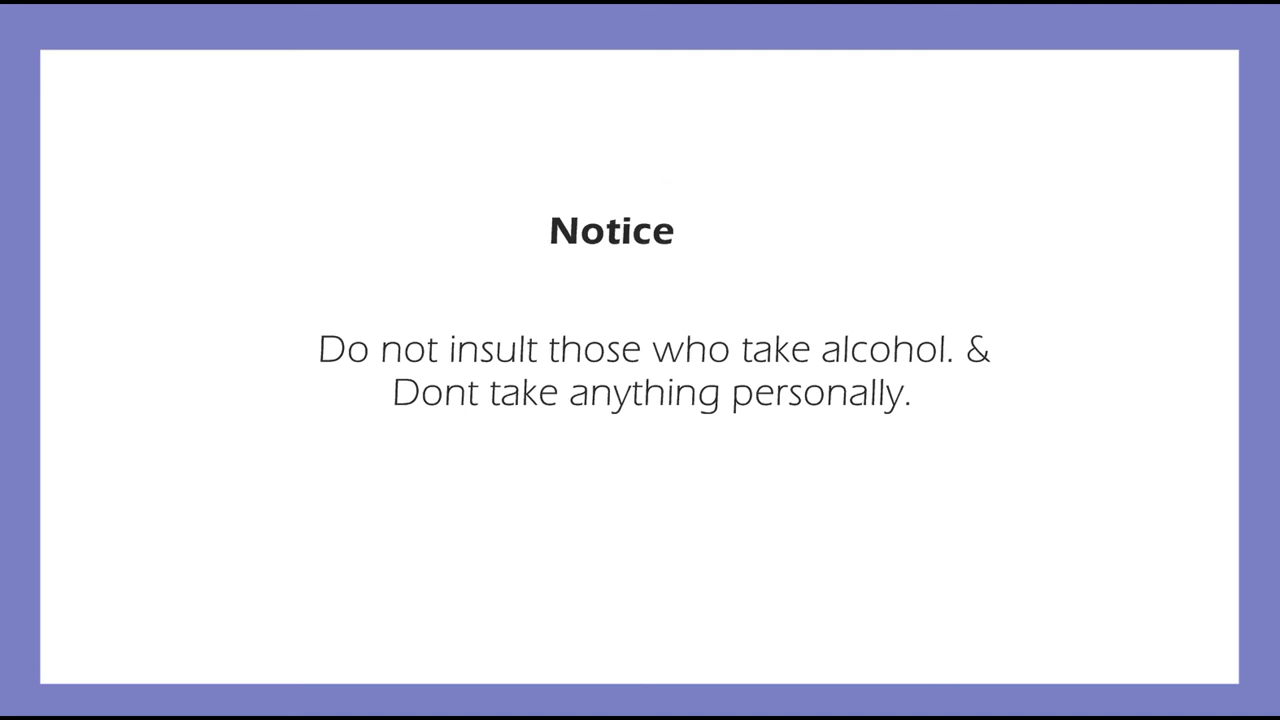 Notice
Do not insult those who take alcohol. &
Dont take anything personally.